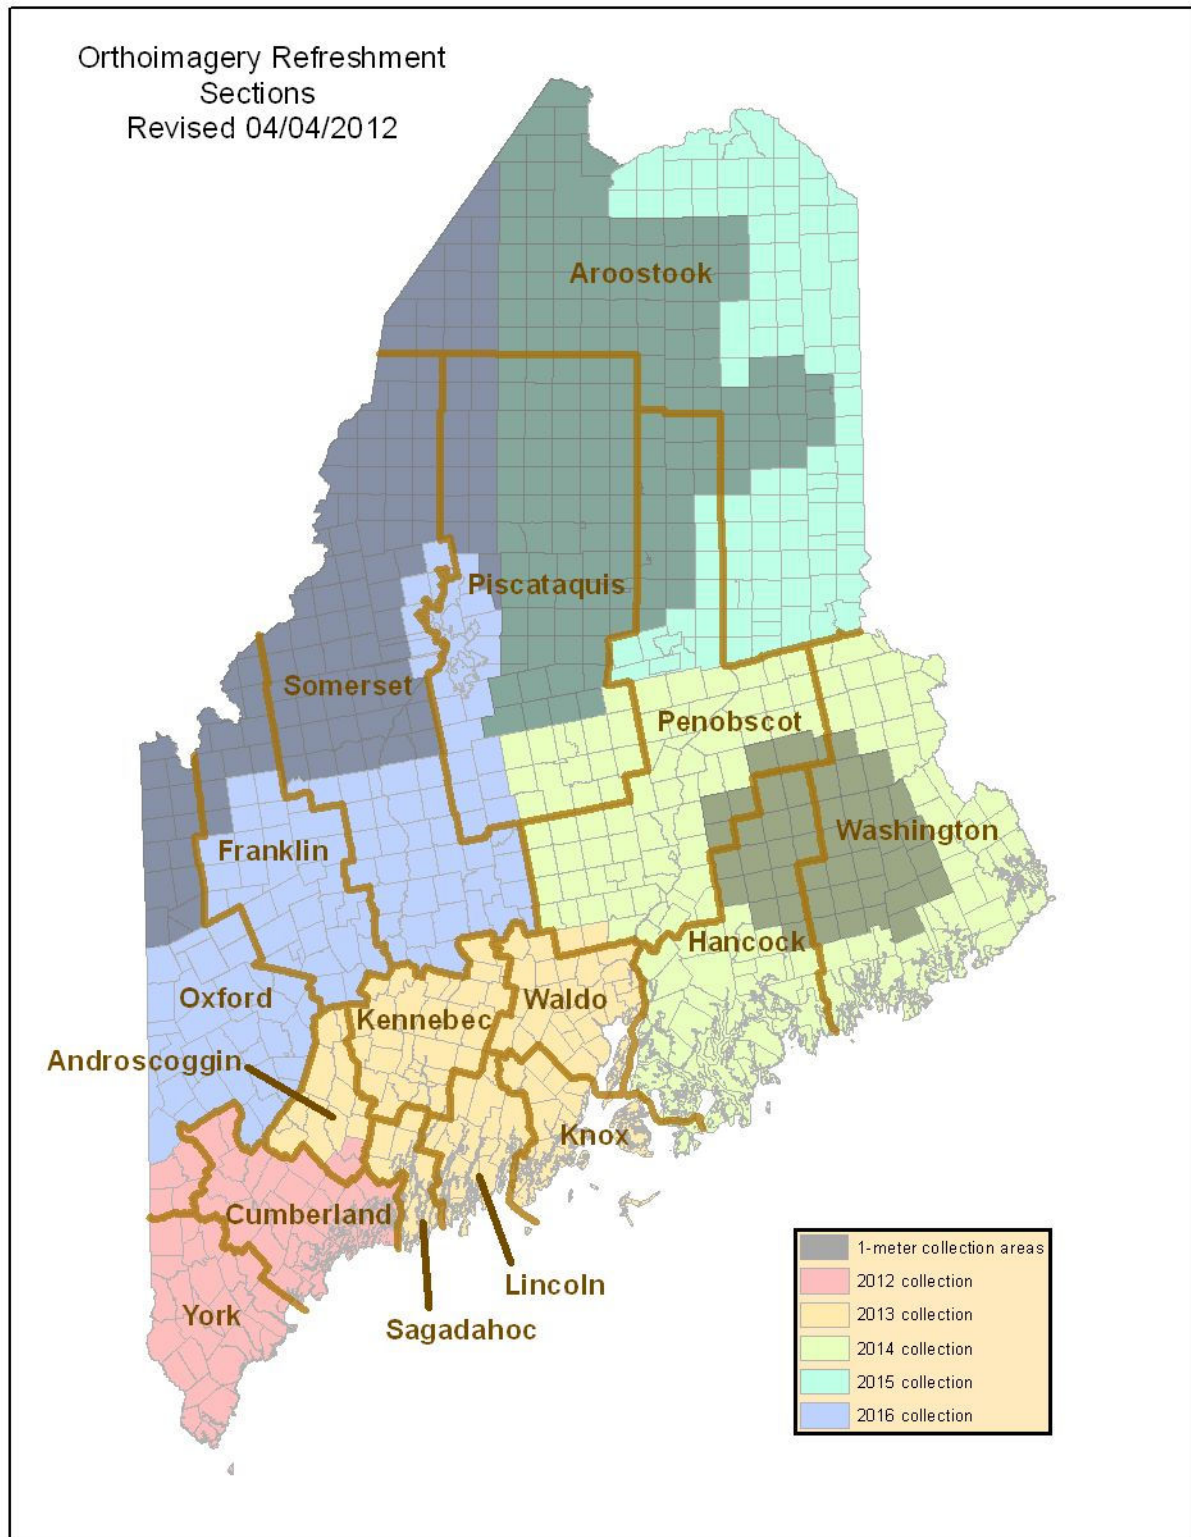 Orthoimagery Refreshment
Sections
Revised 04/04/2012
Aroostook
Piscataquis
Somerset
Penobscot
Washington
Franklin
Hancock
Oxford
Waldo
Kennebec
Androscoggin
Knox
Cumberland
Lincoln
York
Sagadahoc
1-meter collection areas
2012 collection
2013 collection
2014 collection
2015 collection
2016 collection